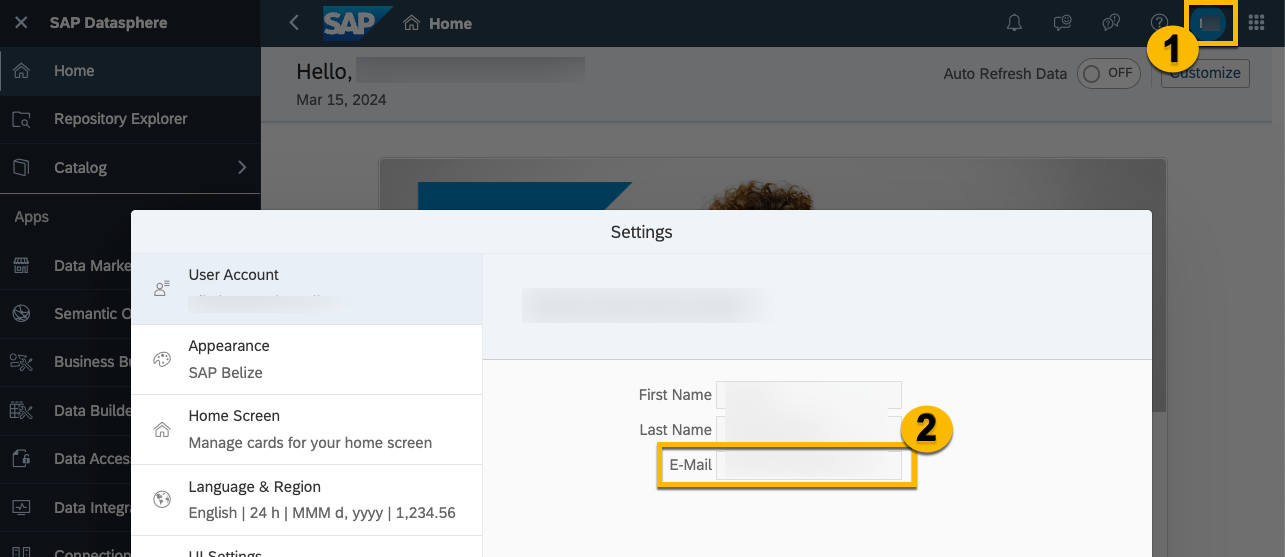 SAP Datasphere
SAP Home
1
Home
Hello,
Auto Refresh Data OFF Customize
Mar 15, 2024
Repository Explorer
Catalog
Apps
Settings
Data Marke
Semantic O
Business Bu
Data Builde
Data Acces
Data Integra
Connection
User Account
Appearance
SAP Belize
Home Screen
Manage cards for your home screen
Language & Region
English | 24 h | MMM d, yyyy | 1,234.56
UI Settings
First Name
Last Name
2
E-Mail